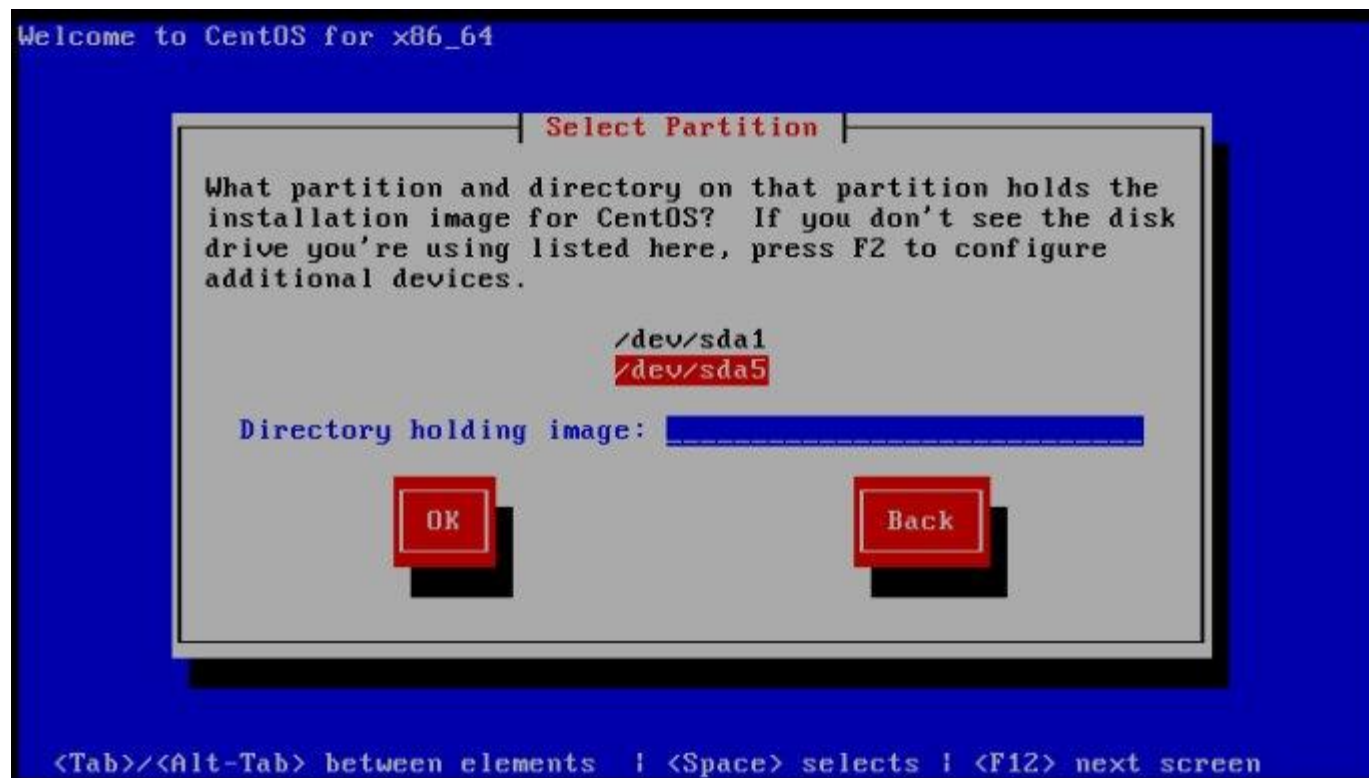 Welcome to CentOS for x86_64
Select Partition
What partition and directory on that partition holds the
installation image for CentOS?  If you don't see the disk
drive you're using listed here, press F2 to configure
additional devices.
/dev/sda1
/dev/sda5
Directory holding image:
OK
Back
<Tab>/<Alt-Tab> between elements  | <Space> selects | <F12> next screen